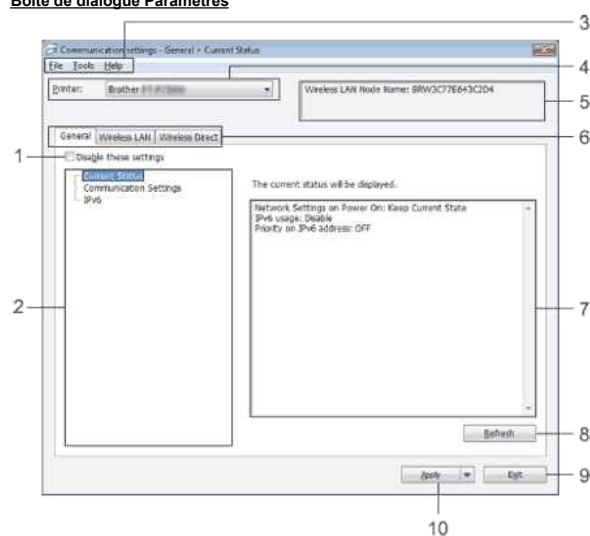 Boîte de dialogue Paramètres
3
Communication settings - General > Current Status
File Tools Help
4
Printer: Brother
Wireless LAN Node Name: BRW3C77E643C2D4
5
General Wireless LAN Wireless Direct
6
1
Disable these settings
Current Status
Communication Settings
IPv6
The current status will be displayed.
Network Settings on Power On: Keep Current State
IPv6 usage: Disable
Priority on IPv6 address: OFF
2
7
Refresh
8
Apply
Exit
9
10